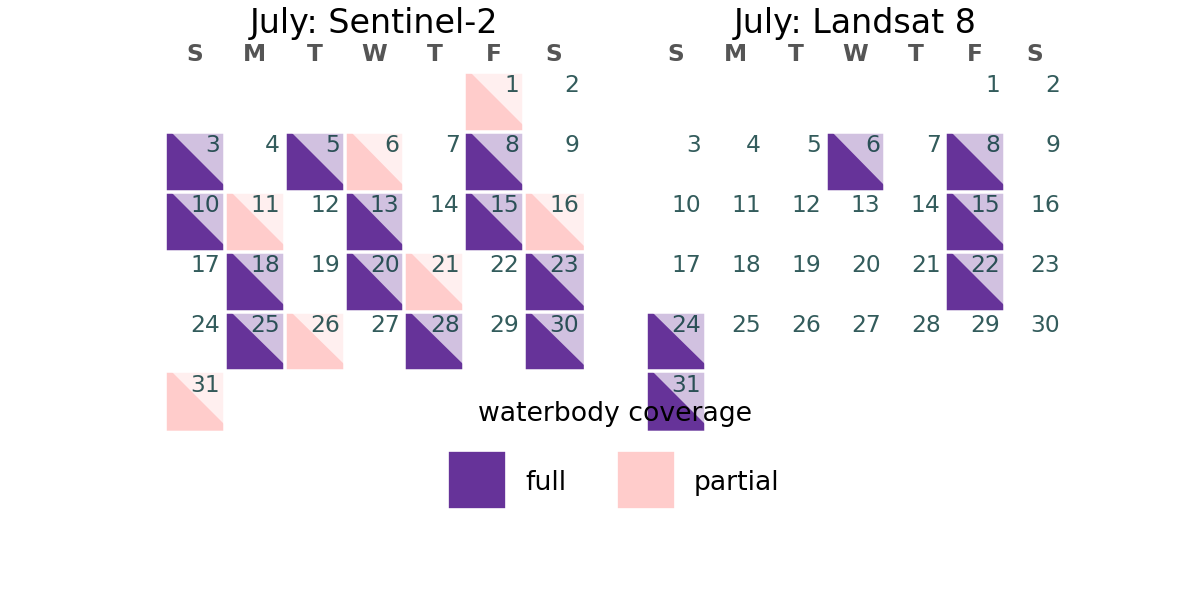 July: Sentinel-2
S M T W T F S
1 2
3 4 5 6 7 8 9
10 11 12 13 14 15 16
17 18 19 20 21 22 23
24 25 26 27 28 29 30
31
July: Landsat 8
S M T W T F S
1 2
3 4 5 6 7 8 9
10 11 12 13 14 15 16
17 18 19 20 21 22 23
24 25 26 27 28 29 30
31
waterbody coverage
full partial